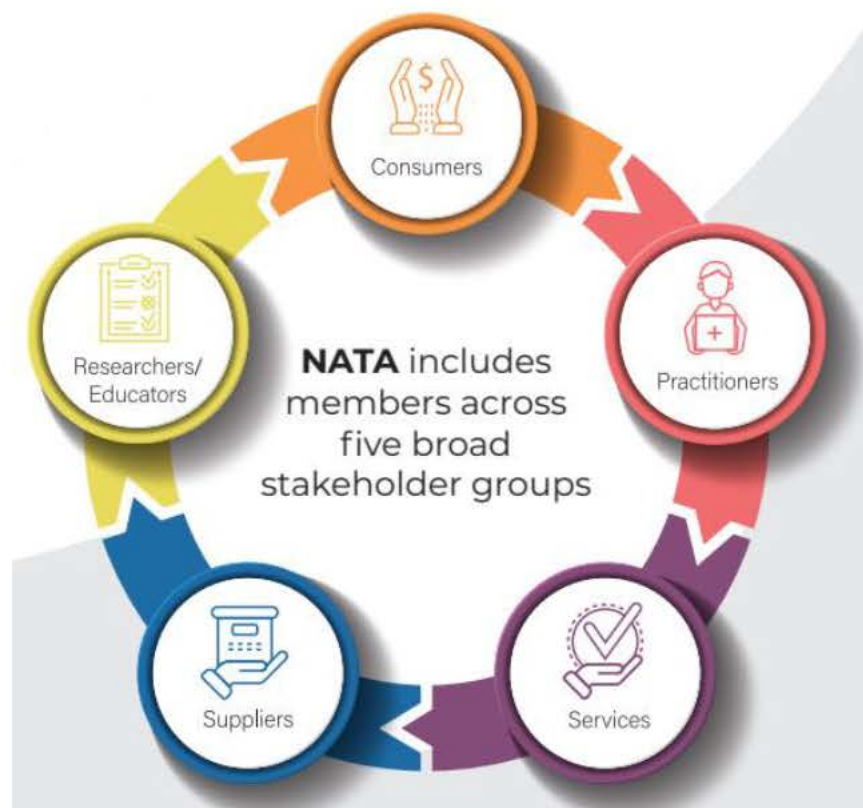 Consumers
Researchers/
Educators
Practitioners
NATA includes
members across
five broad
stakeholder groups
Suppliers
Services